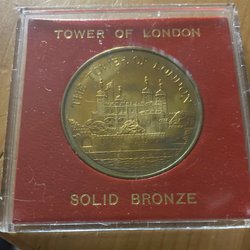 TOWER OF LONDON
THE TOWER OF LONDON
SOLID BRONZE